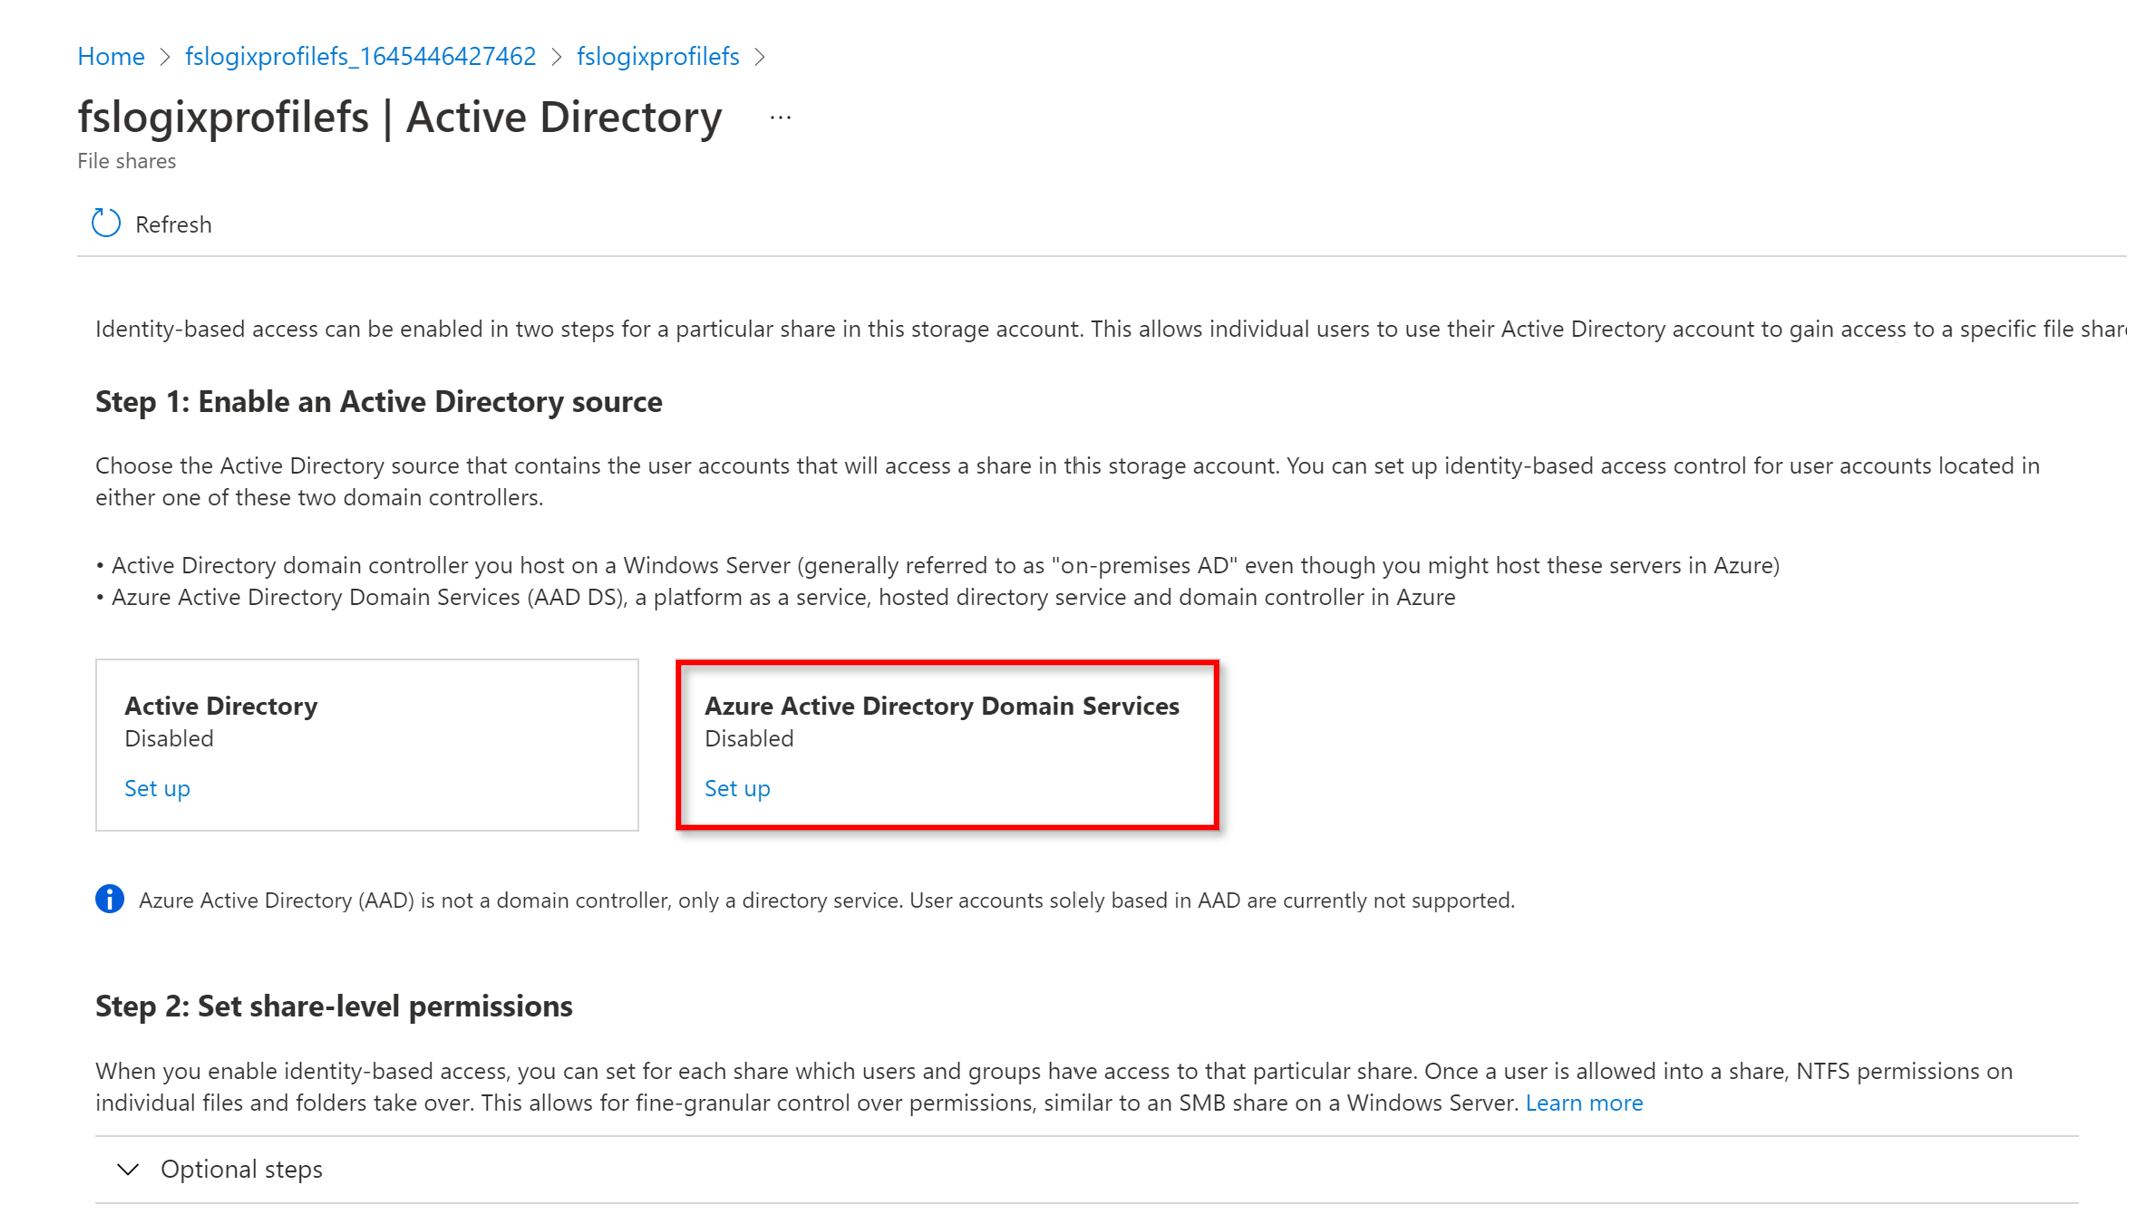 Home > fslogixprofilefs_1645446427462 > fslogixprofilefs >
fslogixprofilefs | Active Directory ...
File shares
Refresh
Identity-based access can be enabled in two steps for a particular share in this storage account. This allows individual users to use their Active Directory account to gain access to a specific file shar
Step 1: Enable an Active Directory source
Choose the Active Directory source that contains the user accounts that will access a share in this storage account. You can set up identity-based access control for user accounts located in
either one of these two domain controllers.
• Active Directory domain controller you host on a Windows Server (generally referred to as "on-premises AD" even though you might host these servers in Azure)
• Azure Active Directory Domain Services (AAD DS), a platform as a service, hosted directory service and domain controller in Azure
Active Directory
Disabled
Set up
Azure Active Directory Domain Services
Disabled
Set up
Azure Active Directory (AAD) is not a domain controller, only a directory service. User accounts solely based in AAD are currently not supported.
Step 2: Set share-level permissions
When you enable identity-based access, you can set for each share which users and groups have access to that particular share. Once a user is allowed into a share, NTFS permissions on
individual files and folders take over. This allows for fine-granular control over permissions, similar to an SMB share on a Windows Server. Learn more
Optional steps